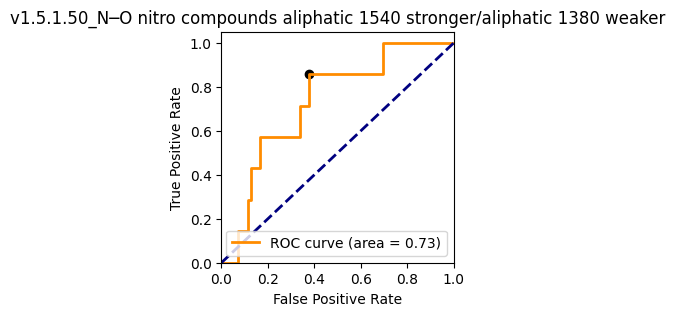 v1.5.1.50_N─O nitro compounds aliphatic 1540 stronger/aliphatic 1380 weaker
1.0
0.8
0.6
0.4
0.2
0.0
True Positive Rate
ROC curve (area = 0.73)
0.0 0.2 0.4 0.6 0.8 1.0
False Positive Rate